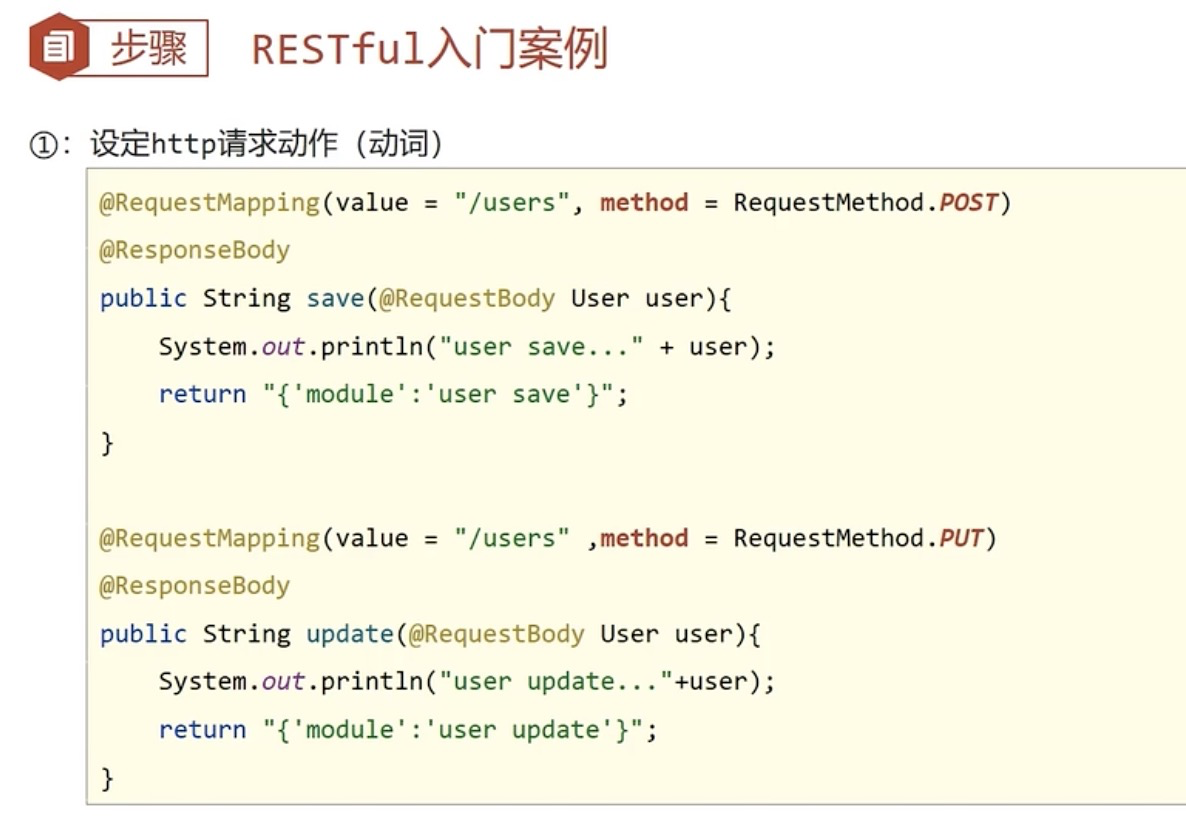 步骤 RESTful入门案例
①：设定http请求动作（动词）
@RequestMapping(value = "/users", method = RequestMethod.POST)
@ResponseBody
public String save(@RequestBody User user){
    System.out.println("user save..." + user);
    return "{'module':'user save'}";
}
@RequestMapping(value = "/users" ,method = RequestMethod.PUT)
@ResponseBody
public String update(@RequestBody User user){
    System.out.println("user update..."+user);
    return "{'module':'user update'}";
}